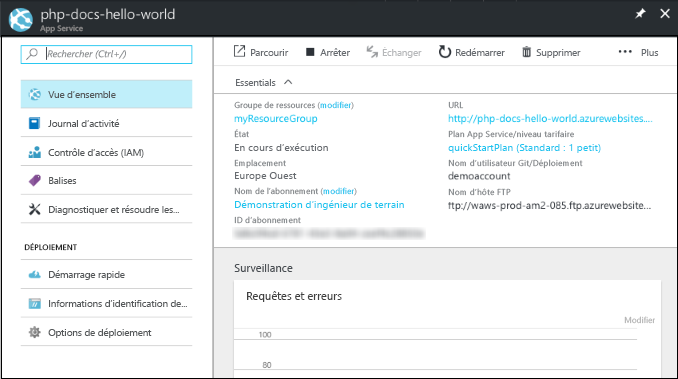 php-docs-hello-world
App Service
Rechercher (Ctrl+/)
Vue d'ensemble
Journal d'activité
Contrôle d'accès (IAM)
Balises
Diagnostiquer et résoudre les...
DÉPLOIEMENT
Démarrage rapide
Informations d'identification de...
Options de déploiement
Parcourir Arrêter Échanger Redémarrer Supprimer ... Plus
Essentials
Groupe de ressources (modifier)
myResourceGroup
État
En cours d'exécution
Emplacement
Europe Ouest
Nom de l'abonnement (modifier)
Démonstration d'ingénieur de terrain
ID d'abonnement
URL
http://php-docs-hello-world.azurewebsites....
Plan App Service/niveau tarifaire
quickStartPlan (Standard : 1 petit)
Nom d'utilisateur Git/Déploiement
demoaccount
Nom d'hôte FTP
ftp://waws-prod-am2-085.ftp.azurewebsite...
Surveillance
Requêtes et erreurs
Modifier
100
80